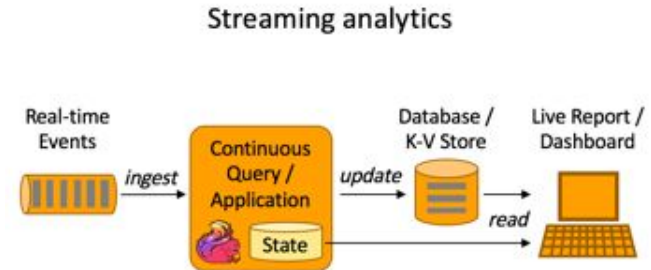 Streaming analytics
Real-time
Events
ingest
Continuous
Query /
Application
State
update
Database /
K-V Store
read
Live Report /
Dashboard